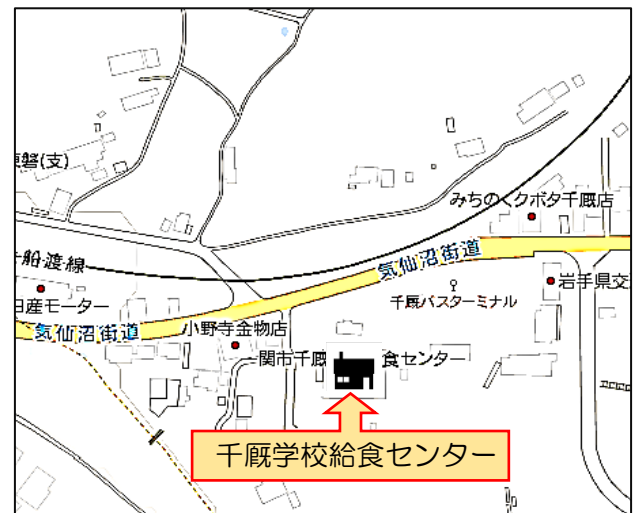 東磐(支)
みちのくクボタ千厩店
船渡線
気仙沼街道
岩手県交
日産モーター
千厩バスターミナル
気仙沼街道
小野寺金物店
関市千厩
食センター
千厩学校給食センター